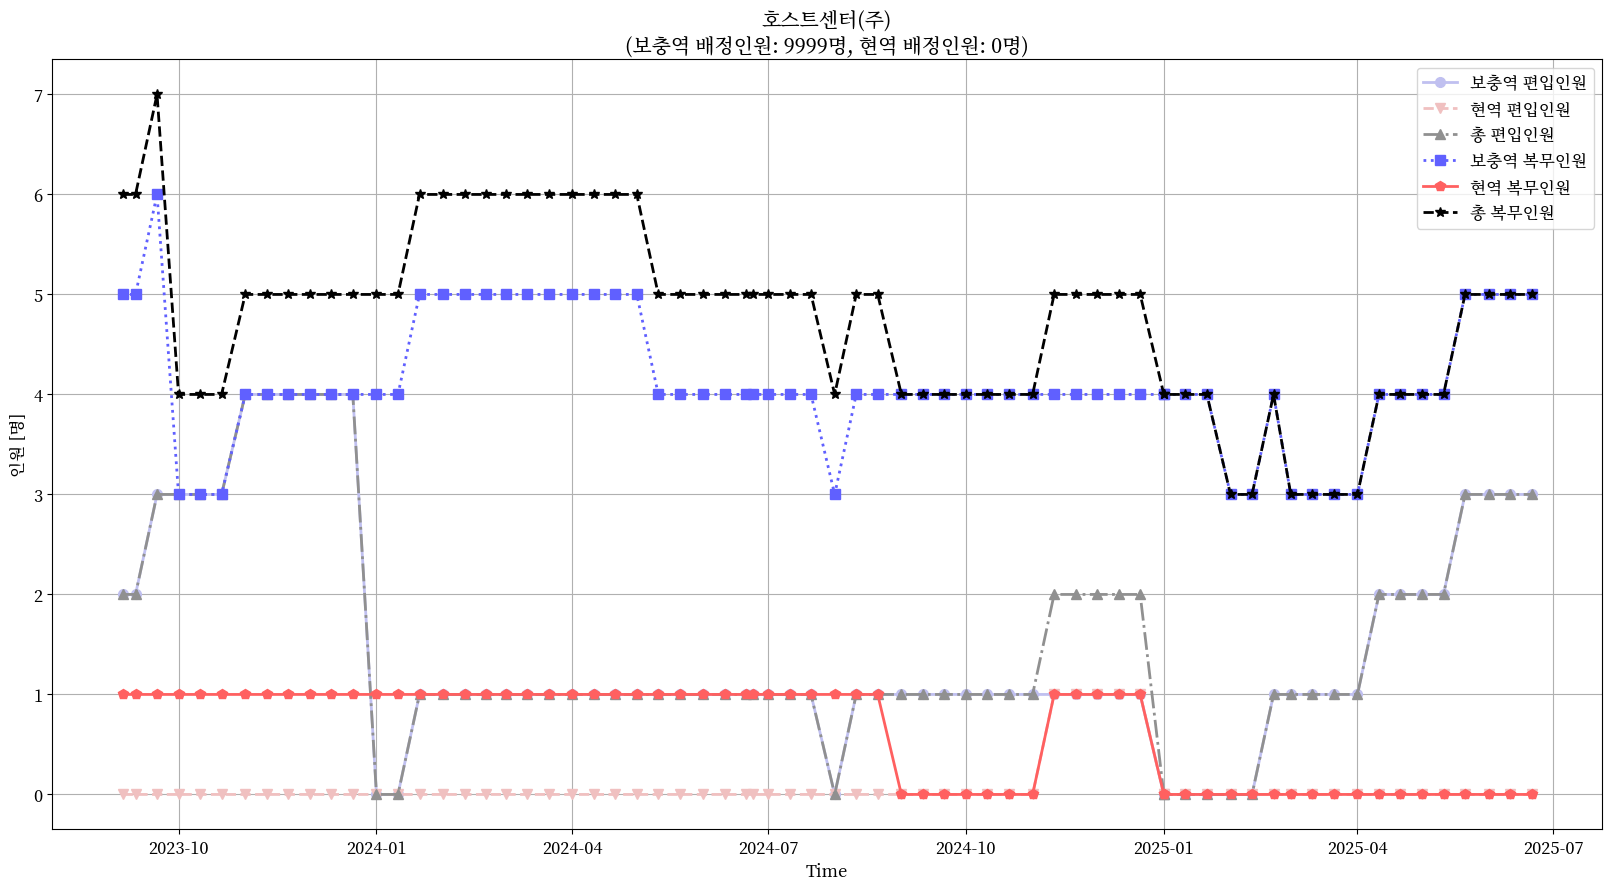 호스트센터(주)
(보충역 배정인원: 9999명, 현역 배정인원: 0명)
보충역 편입인원
현역 편입인원
총 편입인원
보충역 복무인원
현역 복무인원
총 복무인원
인원 [명]
7
6
5
4
3
2
1
0
2023-10
2024-01
2024-04
2024-07
2024-10
2025-01
2025-04
2025-07
Time